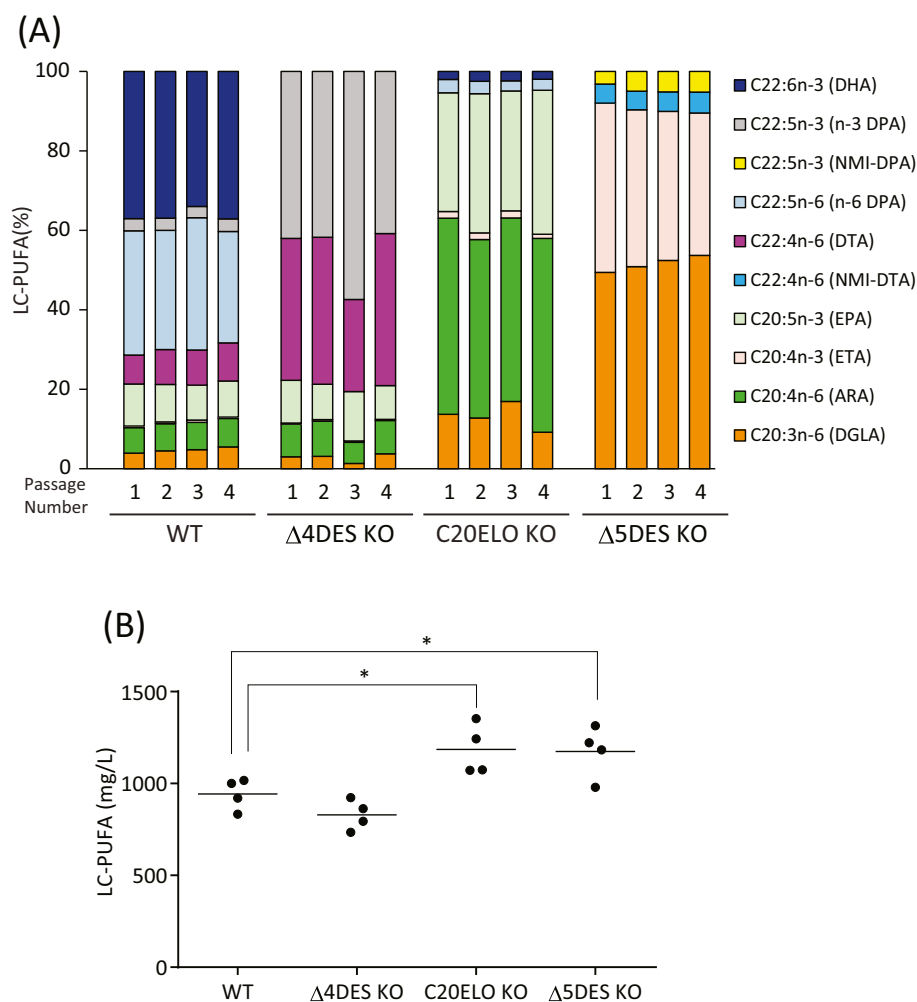 (A)
LC-PUFA(%)
100
80
60
40
20
0
Passage
Number
1 2 3 4 1 2 3 4 1 2 3 4 1 2 3 4
WT Δ4DES KO C20ELO KO Δ5DES KO
C22:6n-3 (DHA)
C22:5n-3 (n-3 DPA)
C22:5n-3 (NMI-DPA)
C22:5n-6 (n-6 DPA)
C22:4n-6 (DTA)
C22:4n-6 (NMI-DTA)
C20:5n-3 (EPA)
C20:4n-3 (ETA)
C20:4n-6 (ARA)
C20:3n-6 (DGLA)
(B)
*
*
LC-PUFA (mg/L)
1500
1000
500
0
WT Δ4DES KO C20ELO KO Δ5DES KO